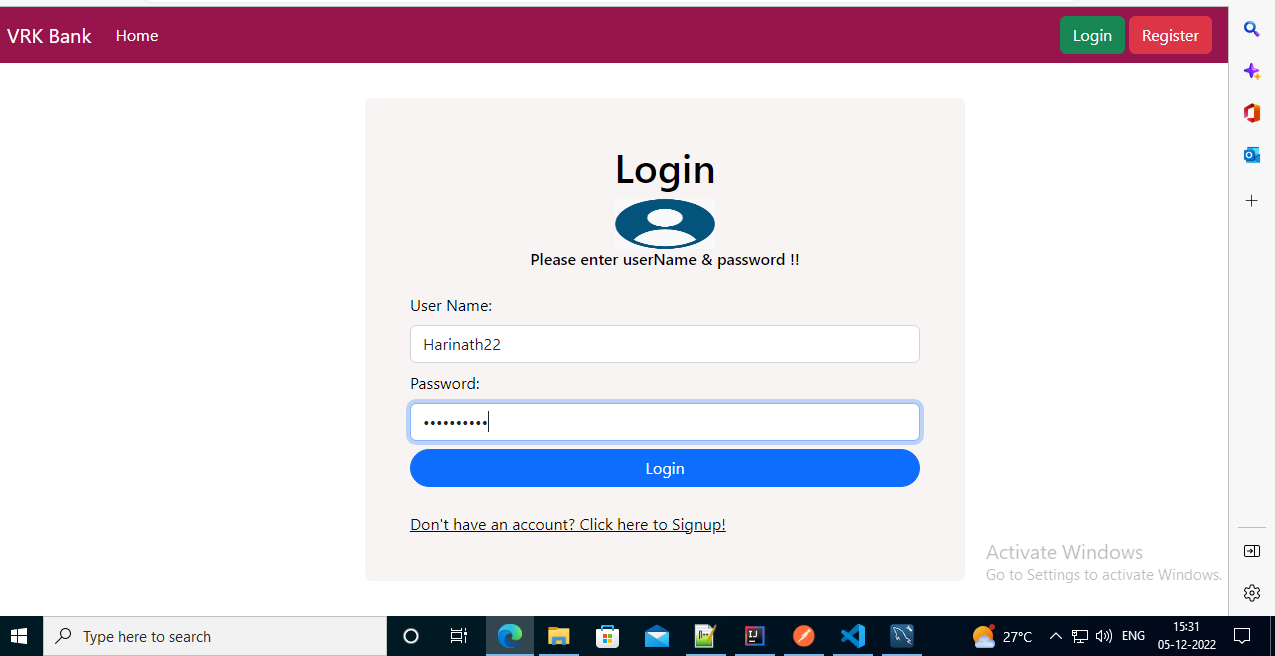 VRK Bank Home Login Register
Login
Please enter userName & password !!
User Name:
Harinath22
Password:
••••••••••
Login
Don't have an account? Click here to Signup!
Activate Windows
Go to Settings to activate Windows.
Type here to search
27°C
ENG
15:31
05-12-2022